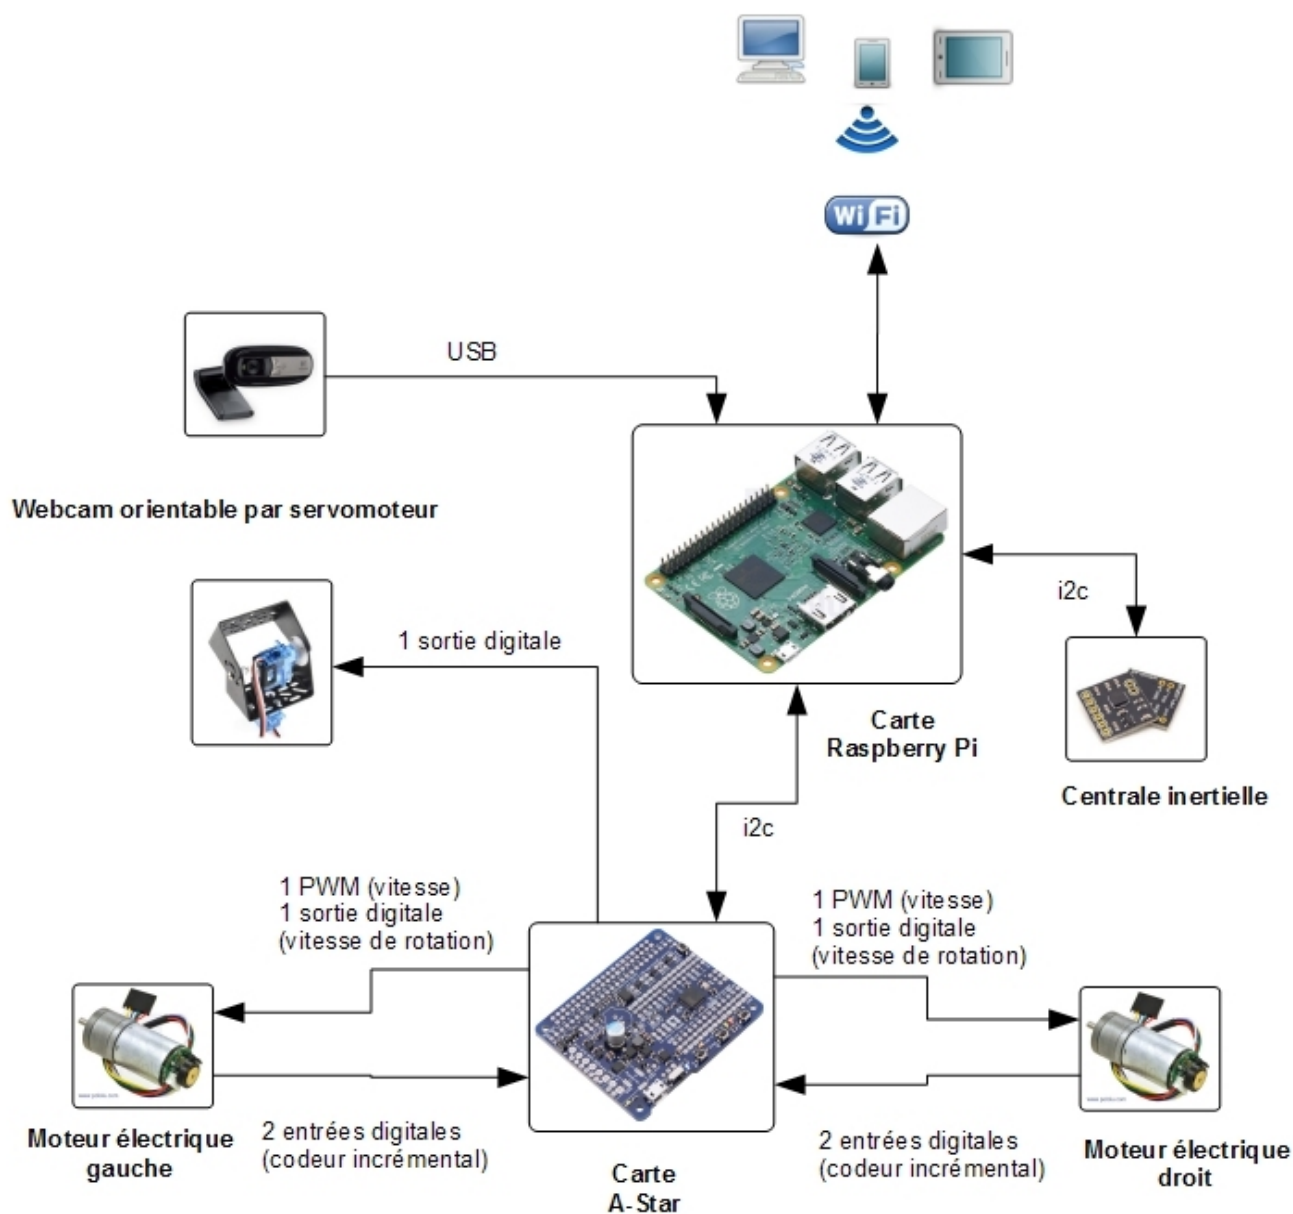 Wi Fi
USB
Webcam orientable par servomoteur
i2c
1 sortie digitale
Carte
Raspberry Pi
Centrale inertielle
i2c
1 PWM (vitesse)
1 sortie digitale
(vitesse de rotation)
1 PWM (vitesse)
1 sortie digitale
(vitesse de rotation)
Moteur électrique
gauche
2 entrées digitales
(codeur incrémental)
Carte
A-Star
2 entrées digitales
(codeur incrémental)
Moteur électrique
droit